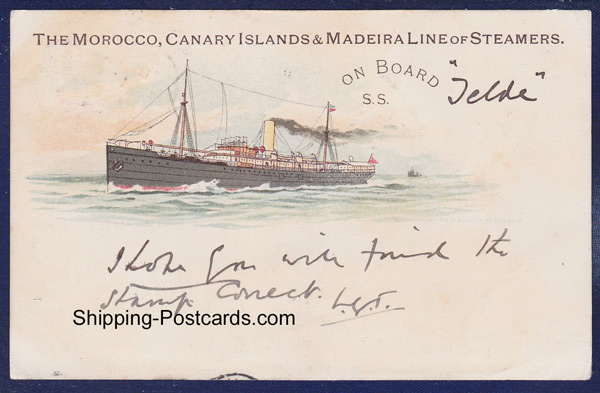 THE MOROCCO, CANARY ISLANDS & MADEIRA LINE OF STEAMERS.
ON BOARD
S.S. "Telde"
I hope you will find the
stamp correct.
Shipping-Postcards.com